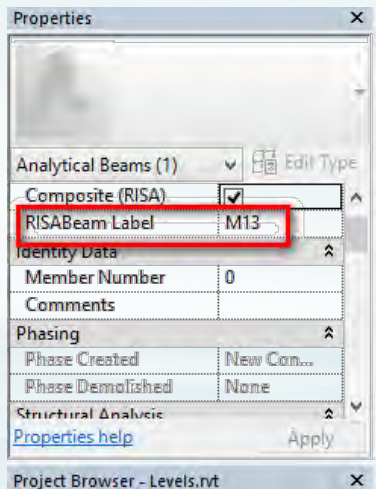 Properties
Analytical Beams (1) Edit Type
Composite (RISA)
RISABeam Label M13
Identity Data
Member Number 0
Comments
Phasing
Phase Created New Con...
Phase Demolished None
Structural Analysis
Properties help Apply
Project Browser - Levels.rvt